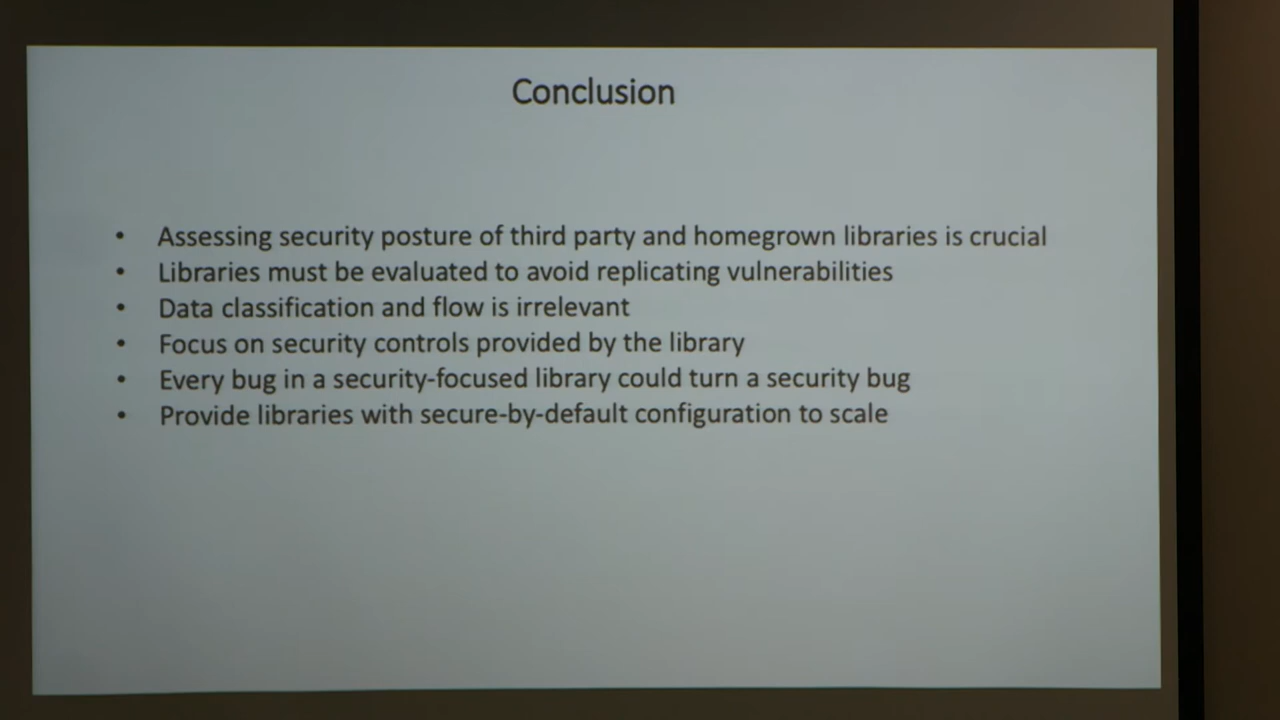 Conclusion
• Assessing security posture of third party and homegrown libraries is crucial
• Libraries must be evaluated to avoid replicating vulnerabilities
• Data classification and flow is irrelevant
• Focus on security controls provided by the library
• Every bug in a security-focused library could turn a security bug
• Provide libraries with secure-by-default configuration to scale